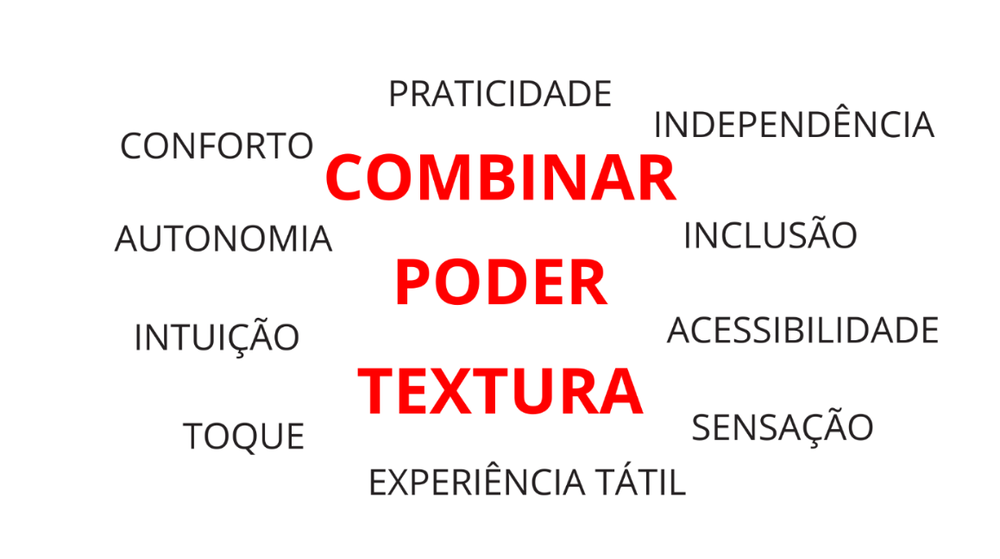 PRATICIDADE
INDEPENDÊNCIA
CONFORTO
COMBINAR
AUTONOMIA
INCLUSÃO
PODER
INTUIÇÃO
ACESSIBILIDADE
TEXTURA
TOQUE
SENSAÇÃO
EXPERIÊNCIA TÁTIL